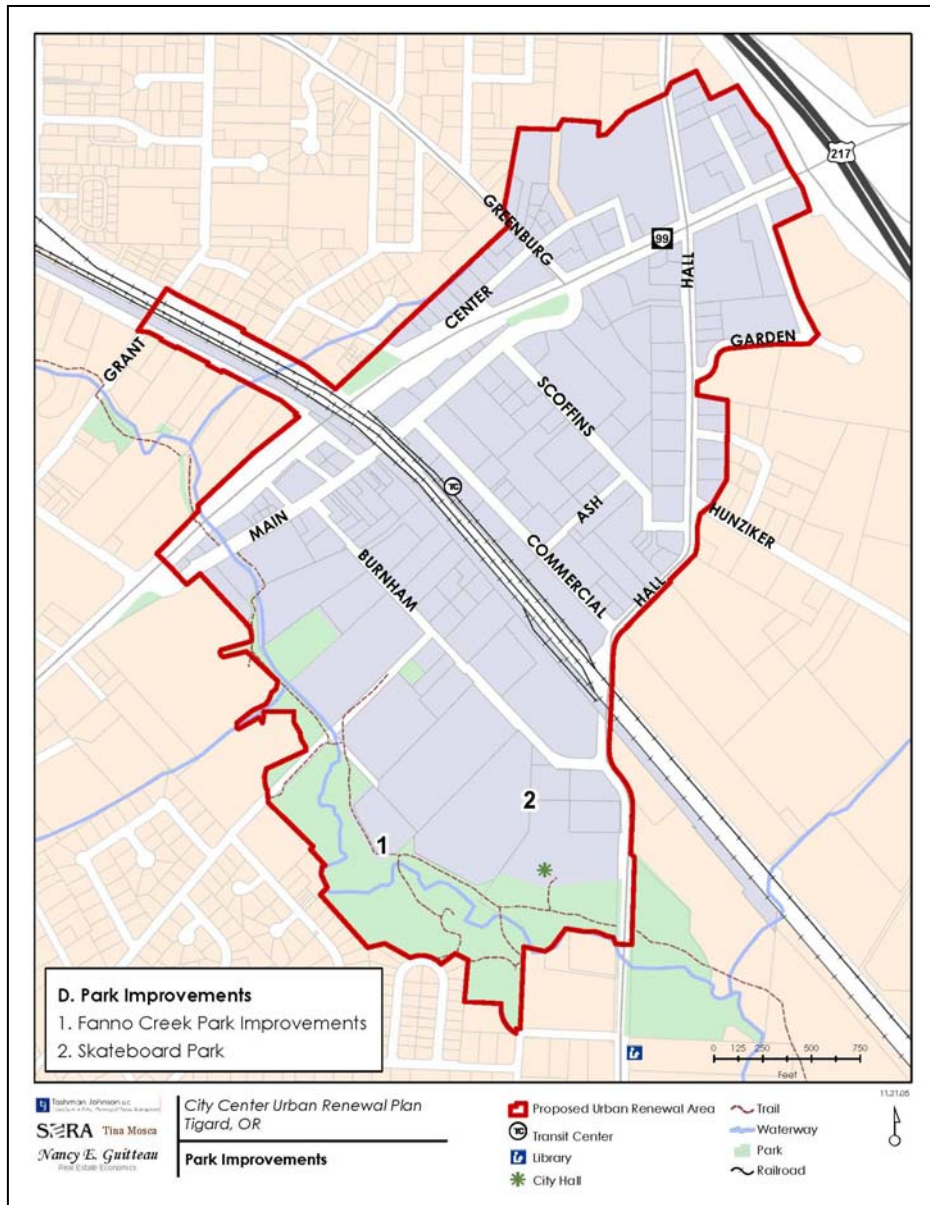 217
GREENBURG
99
HALL
CENTER
GARDEN
GRANT
SCOFFINS
TC
ASH
HUNZIKER
MAIN
COMMERCIAL
BURNHAM
HALL
2
1
D. Park Improvements
1. Fanno Creek Park Improvements
2. Skateboard Park
0 125 250 500 750
Feet
11.21.05
Tashman Johnson LLC
SERA Tina Mosca
Nancy E. Guitteau
Real Estate Economics
City Center Urban Renewal Plan
Tigard, OR
Park Improvements
Proposed Urban Renewal Area
TC Transit Center
Library
City Hall
Trail
Waterway
Park
Railroad